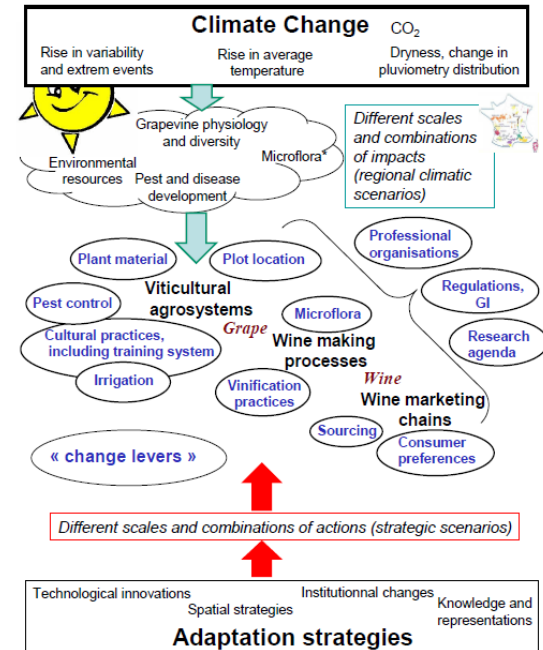 Climate Change
CO2
Rise in variability
and extrem events
Rise in average
temperature
Dryness, change in
pluviometry distribution
Grapevine physiology
and diversity
Environmental
resources
Microflora*
Pest and disease
development
Different scales
and combinations
of impacts
(regional climatic
scenarios)
Professional
organisations
Plant material
Plot location
Regulations,
GI
Viticultural
agrosystems
Pest control
Grape
Microflora
Research
agenda
Cultural practices,
including training system
Wine making
processes
Irrigation
Vinification
practices
Wine
Wine marketing
chains
Sourcing
Consumer
preferences
« change levers »
Different scales and combinations of actions (strategic scenarios)
Technological innovations
Spatial strategies
Institutionnal changes
Knowledge and
representations
Adaptation strategies